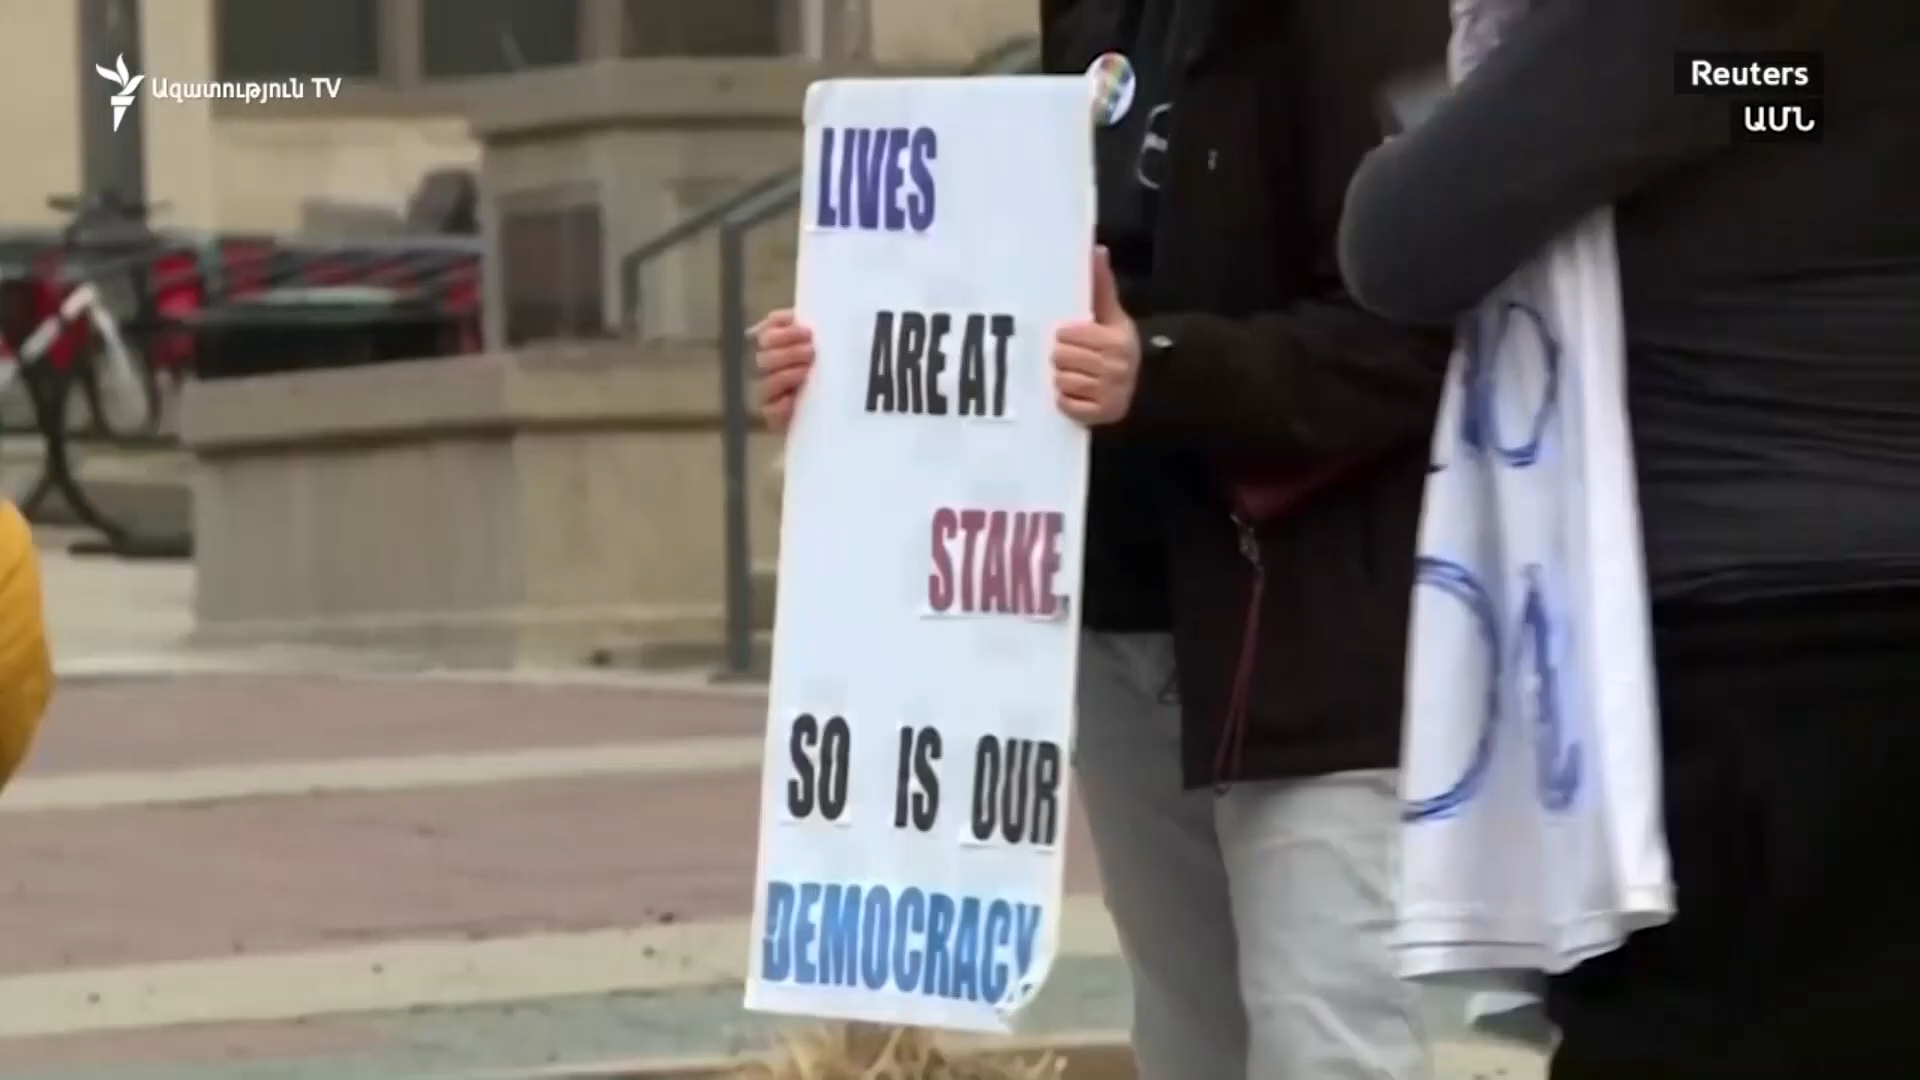 Ազատություն TV
Reuters
ԱՄՆ
LIVES
ARE AT
STAKE.
SO IS OUR
DEMOCRACY.